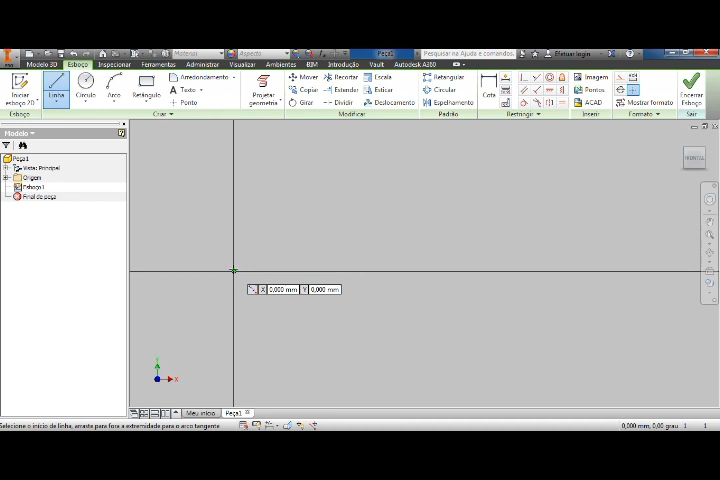 Material
Aspecto
Peça1
Pesquisar na Ajuda e comandos.
Efetuar login
Modelo 3D Esboço Inspecionar Ferramentas Administrar Visualizar Ambientes BIM Introdução Vault Autodesk A360
Iniciar esboço 2D
Linha
Círculo
Arco
Retângulo
Arredondamento
Texto
Ponto
Projetar geometria
Mover
Copiar
Girar
Recortar
Estender
Dividir
Escala
Esticar
Deslocamento
Retangular
Circular
Espelhamento
Cota
Imagem
Pontos
ACAD
Mostrar formato
Encerrar Esboço
Esboço Criar Modificar Padrão Restringir Inserir Formato Sair
Modelo
Peça1
Vista: Principal
Origem
Esboço1
Final de peça
FRONTAL
X 0,000 mm Y 0,000 mm
Y
X
Meu início Peça1
Selecione o início de linha, arraste para fora a extremidade para o arco tangente
0,000 mm, 0,00 grau 1 1